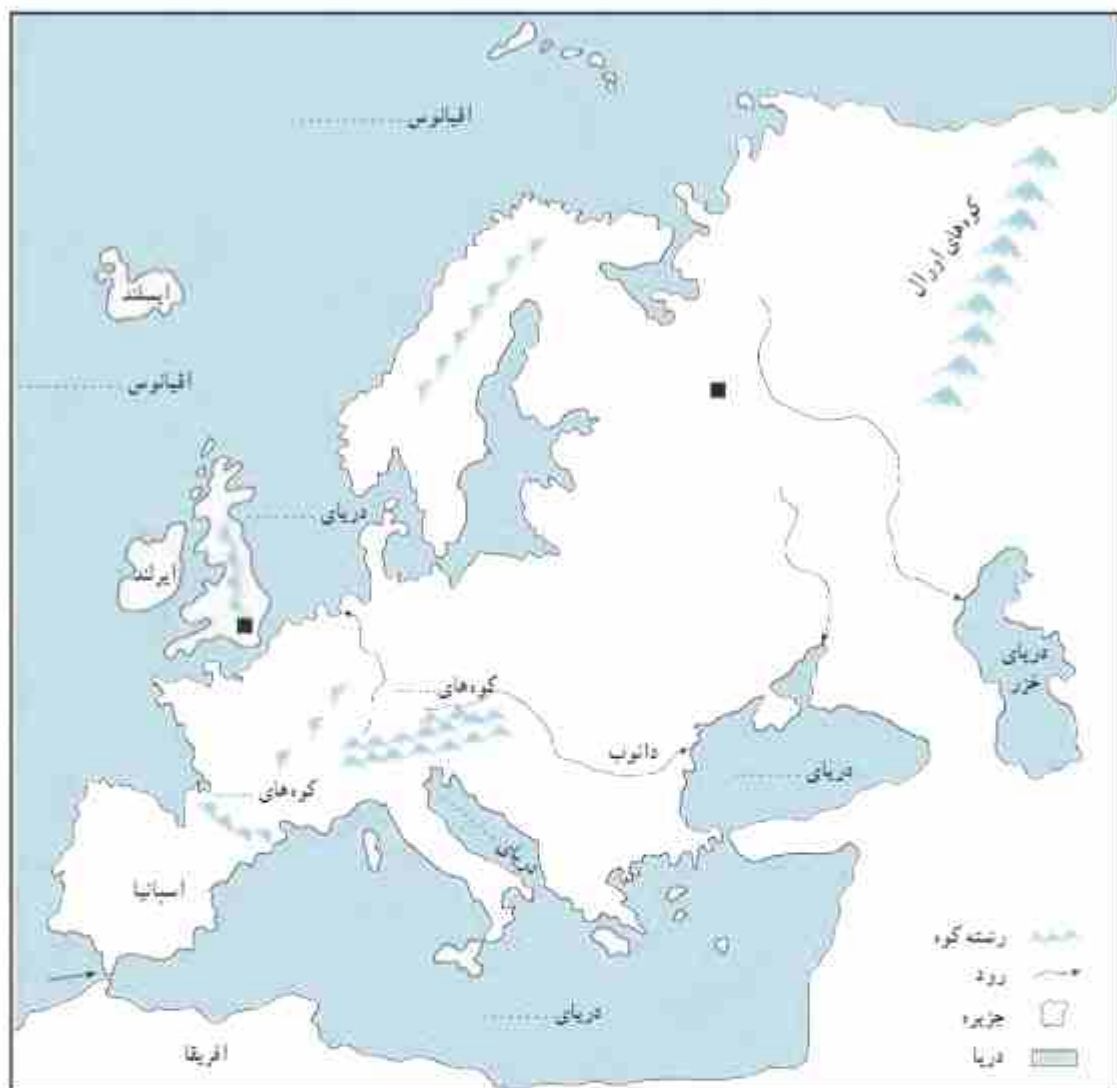 اقیانوس ............
کوه‌های اورال
ایسلند
اقیانوس ............
دریای ............
ایرلند
کوه‌های ............
دریای خزر
دانوب
دریای ............
کوه‌های ............
دریای ............
اسپانیا
رشته‌کوه
رود
جزیره
دریا
دریای ............
افریقا